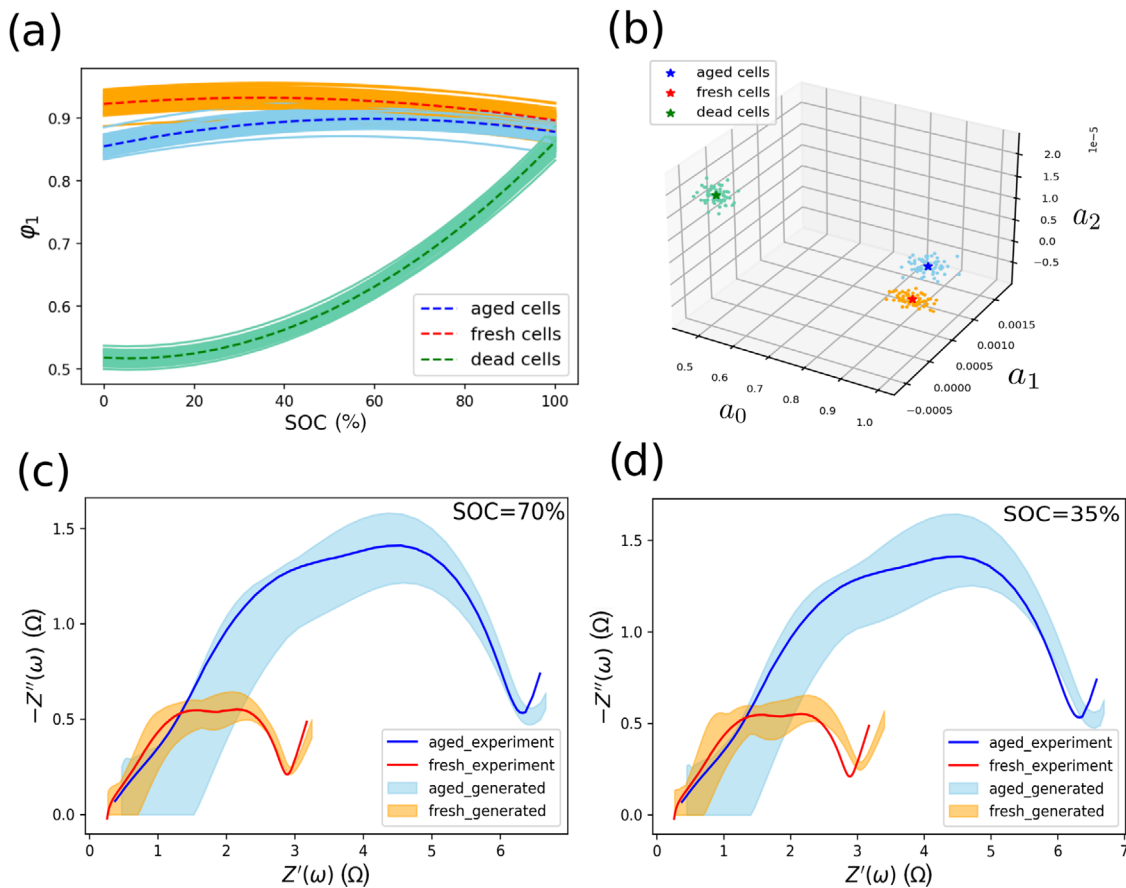 (a)
0.9
0.8
0.7
0.6
0.5
φ₁
0 20 40 60 80 100
SOC (%)
aged cells
fresh cells
dead cells
(b)
aged cells
fresh cells
dead cells
1e−5
2.0
1.5
1.0
0.5
0.0
−0.5
a₂
0.0015
0.0010
0.0005
0.0000
−0.0005
a₁
0.5 0.6 0.7 0.8 0.9 1.0
a₀
(c)
SOC=70%
1.5
1.0
0.5
0.0
−Z''(ω) (Ω)
0 1 2 3 4 5 6
Z'(ω) (Ω)
aged_experiment
fresh_experiment
aged_generated
fresh_generated
(d)
SOC=35%
1.5
1.0
0.5
0.0
−Z''(ω) (Ω)
0 1 2 3 4 5 6 7
Z'(ω) (Ω)
aged_experiment
fresh_experiment
aged_generated
fresh_generated